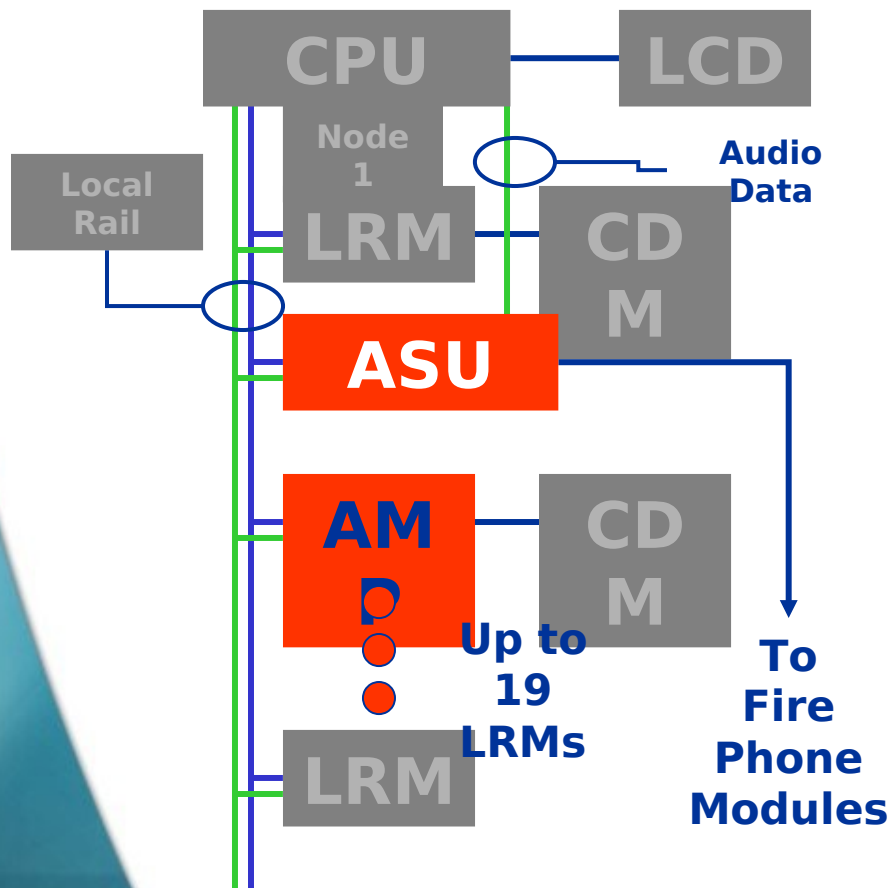 CPU
LCD
Node
1
Audio
Data
Local
Rail
LRM
CD
M
ASU
AM
P
CD
M
Up to
19
LRMs
To
Fire
Phone
Modules
LRM